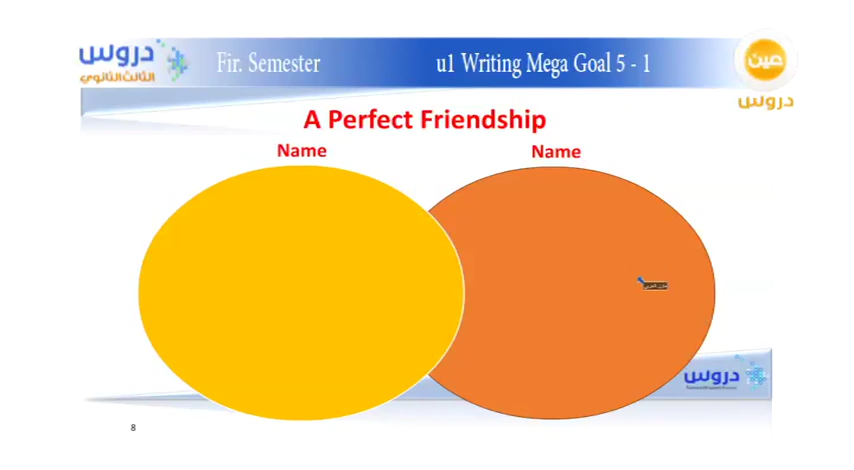 دروس
الثالث الثانوي
Fir. Semester
u1 Writing Mega Goal 5 - 1
عين
دروس
A Perfect Friendship
Name
Name
دروس
8